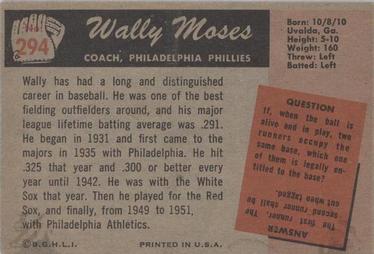 No.
294
Wally Moses
COACH, PHILADELPHIA PHILLIES
Born: 10/8/10
Uvalda, Ga.
Height: 5-10
Weight: 160
Threw: Left
Batted: Left
Wally has had a long and distinguished
career in baseball. He was one of the best
fielding outfielders around, and his major
league lifetime batting average was .291.
He began in 1931 and first came to the
majors in 1935 with Philadelphia. He hit
.325 that year and .300 or better every
year until 1942. He was with the White
Sox that year. Then he played for the Red
Sox, and finally, from 1949 to 1951,
with Philadelphia Athletics.
©B.G.H.L.I. PRINTED IN U.S.A.
QUESTION
If, when the ball is
alive and in play, two
runners occupy the
same base, which one
of them is legally en-
titled to the base?
ANSWER
The first runner. The
second runner shall be
out when tagged.